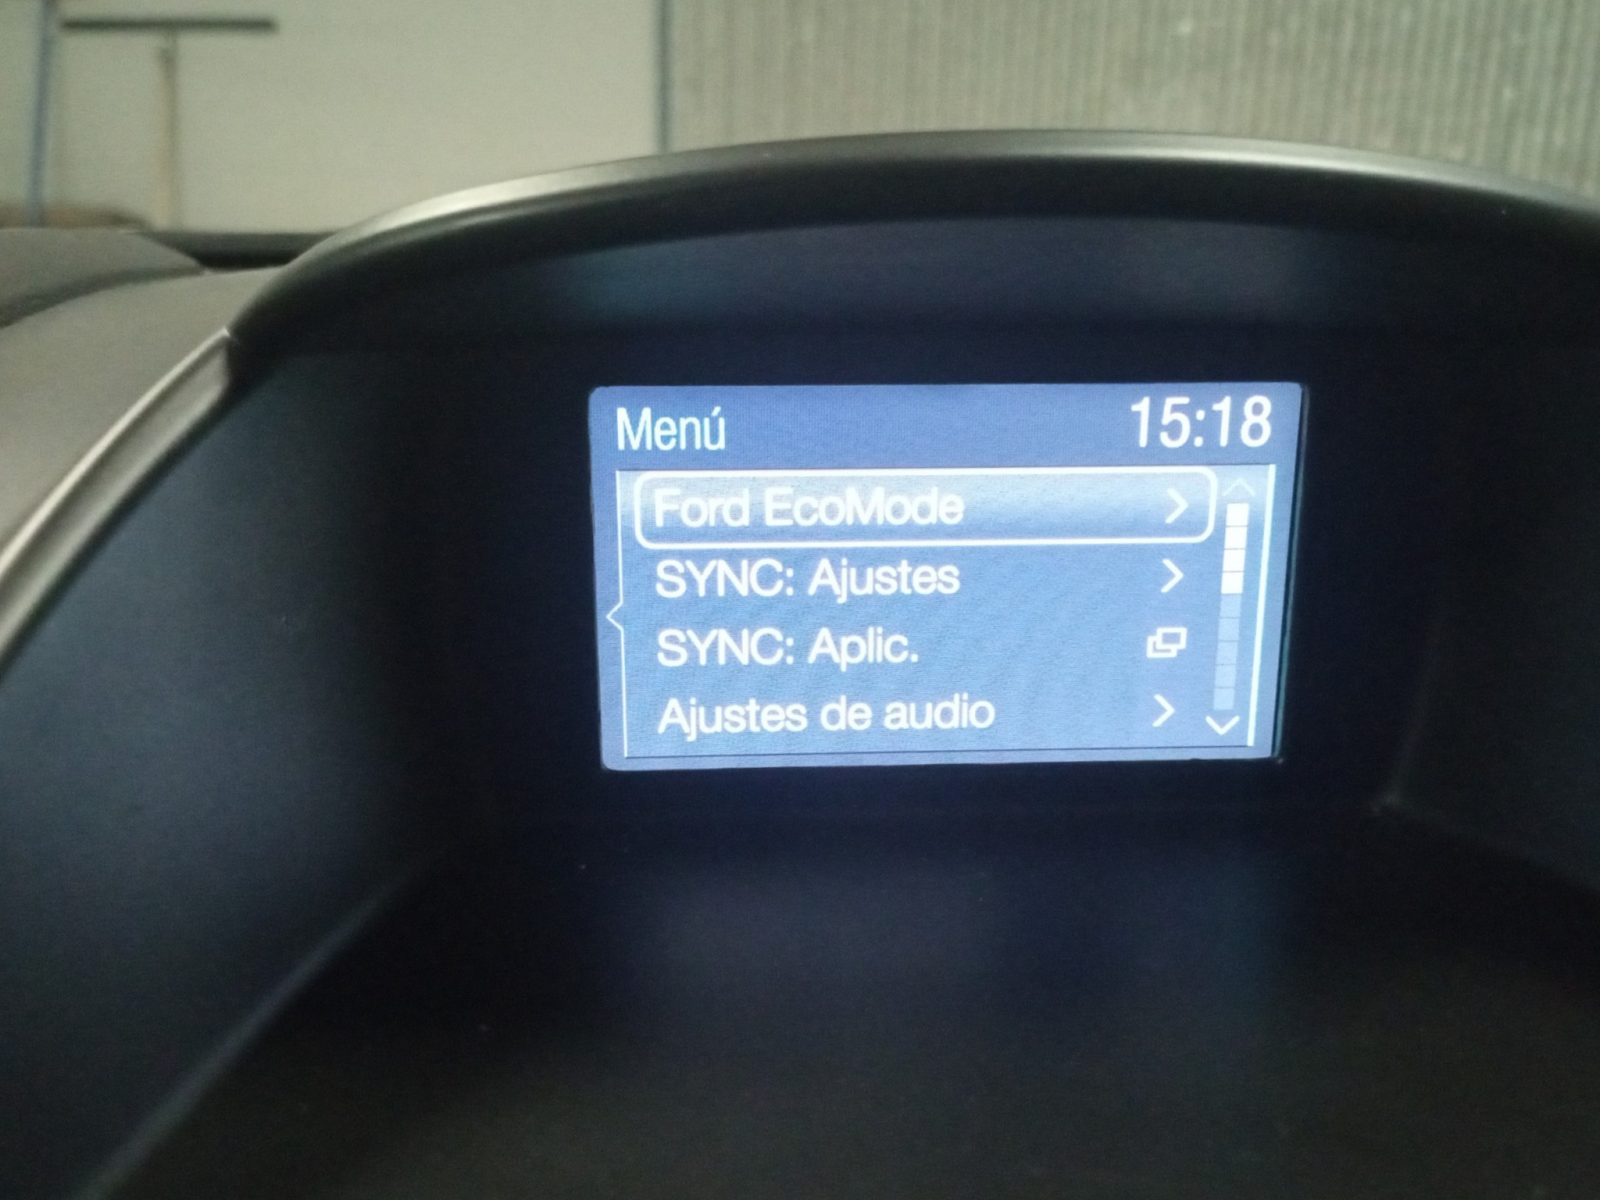 Menú 15:18
Ford EcoMode
SYNC: Ajustes
SYNC: Aplic.
Ajustes de audio